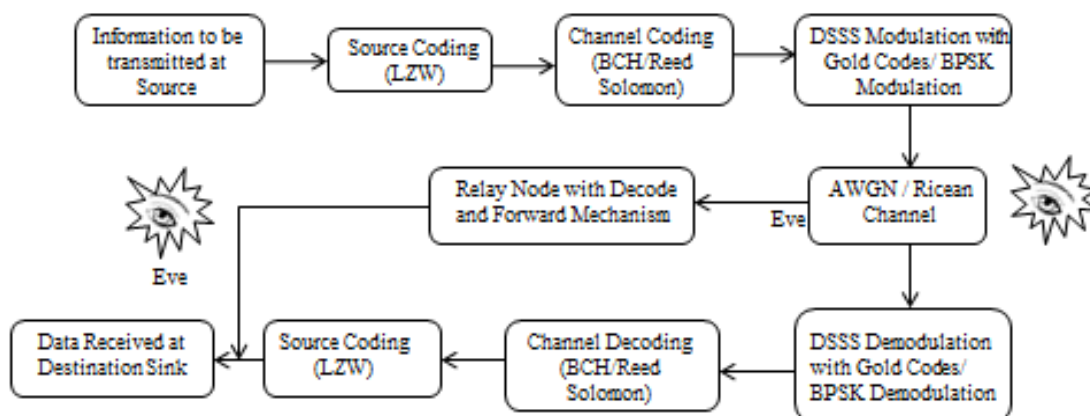 Information to be
transmitted at
Source
Source Coding
(LZW)
Channel Coding
(BCH/Reed
Solomon)
DSSS Modulation with
Gold Codes/ BPSK
Modulation
Relay Node with Decode
and Forward Mechanism
Eve
AWGN / Ricean
Channel
Eve
Data Received at
Destination Sink
Source Coding
(LZW)
Channel Decoding
(BCH/Reed
Solomon)
DSSS Demodulation
with Gold Codes/
BPSK Demodulation